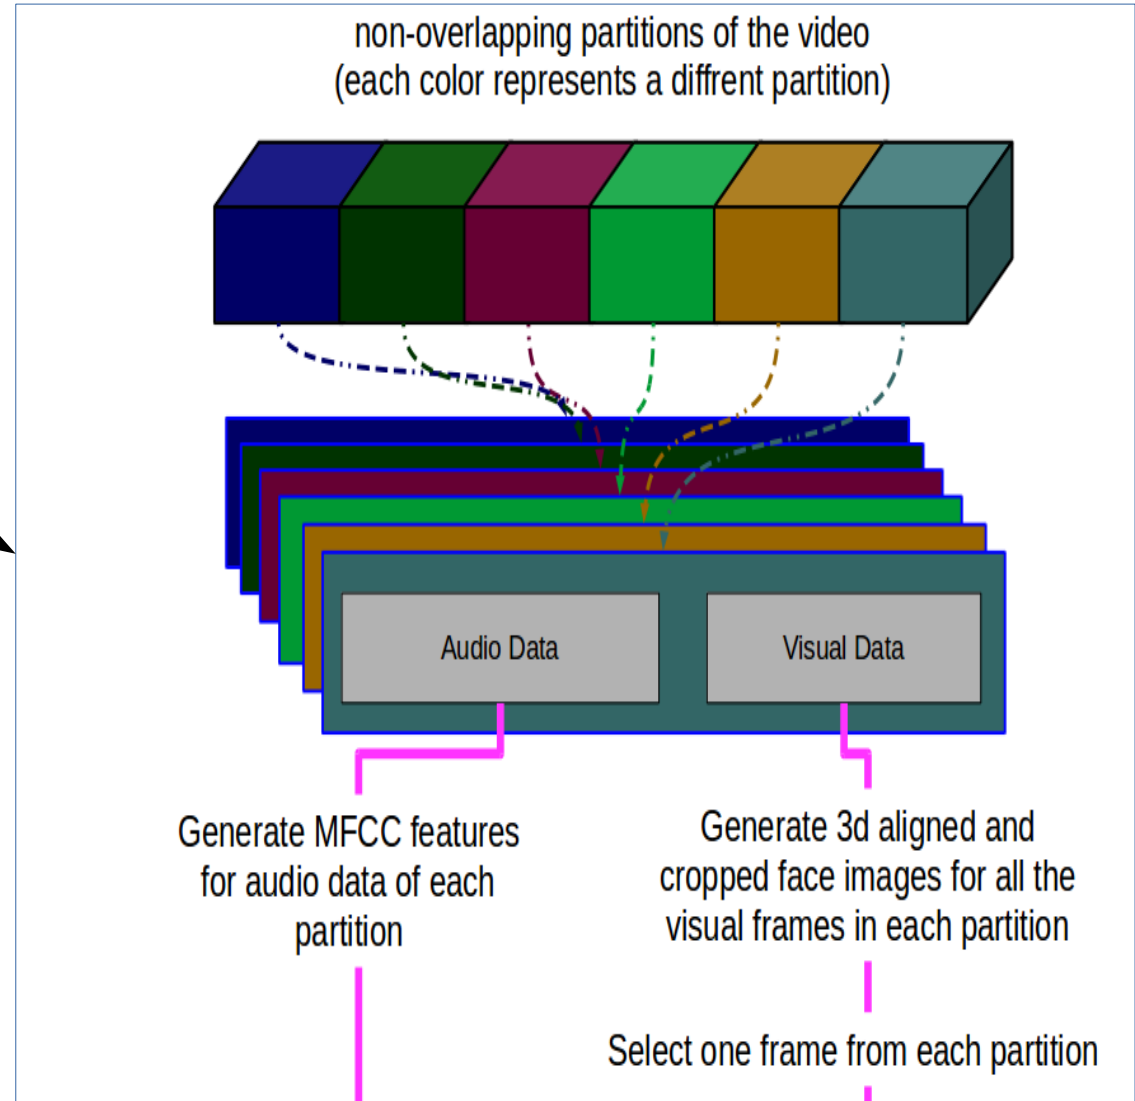 non-overlapping partitions of the video
(each color represents a diffrent partition)
Audio Data
Visual Data
Generate MFCC features
for audio data of each
partition
Generate 3d aligned and
cropped face images for all the
visual frames in each partition
Select one frame from each partition